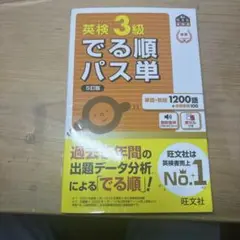 英検3級
でる順
パス単
5訂版
単語・熟語1200語
過去5年間の
出題データ分析
による「でる順」!
旺文社は
英検書売上
No.1
旺文社